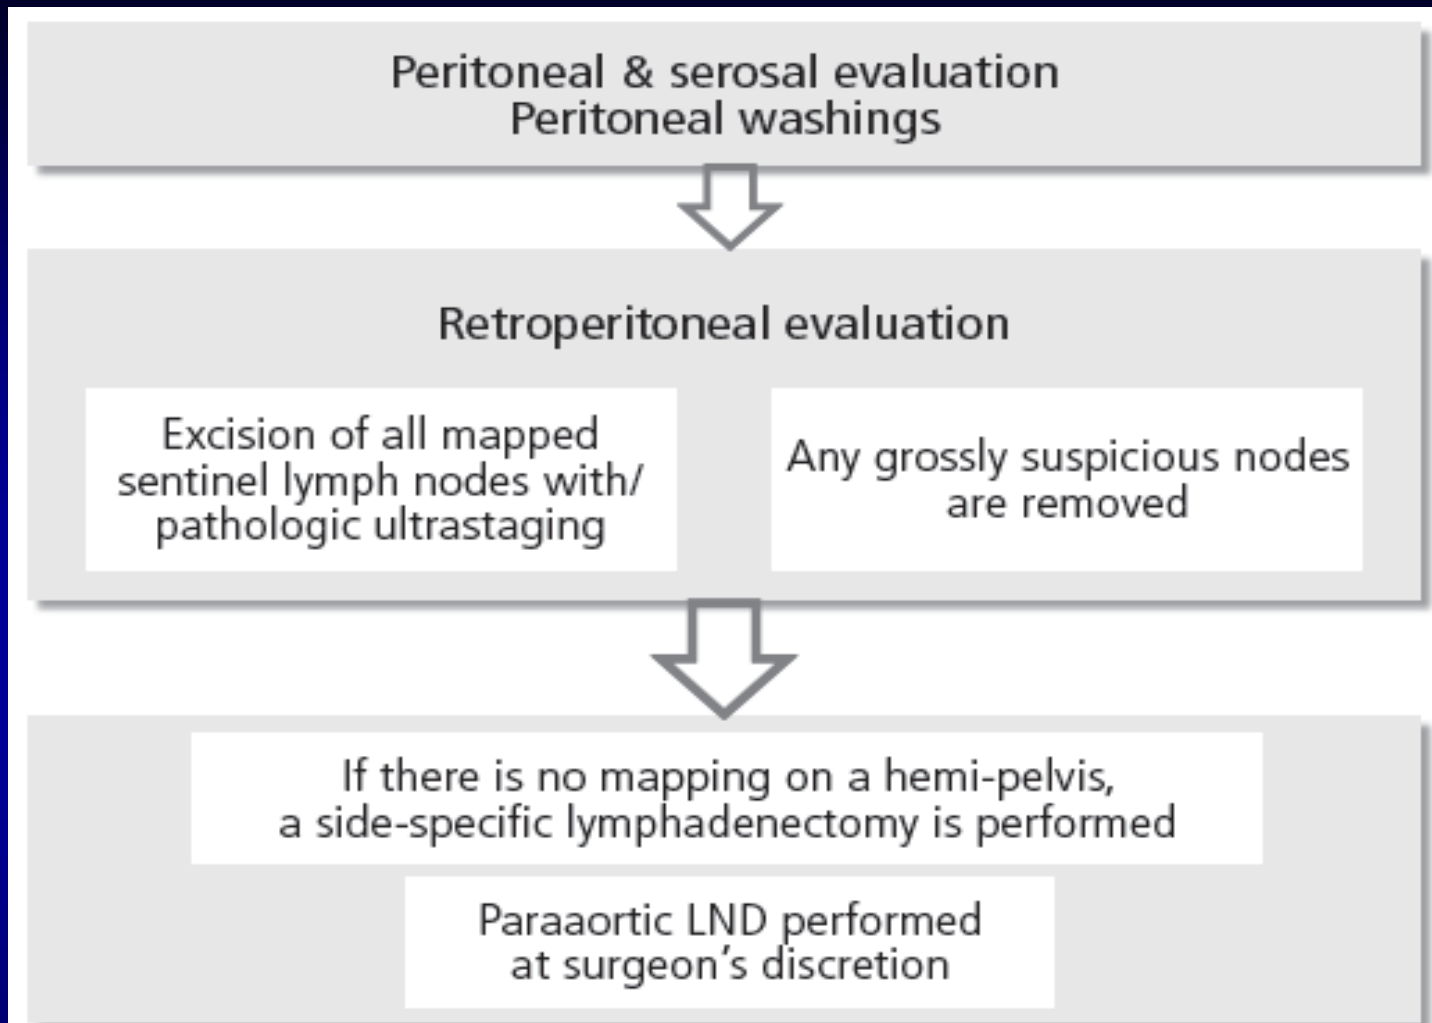 Peritoneal & serosal evaluation
Peritoneal washings
Retroperitoneal evaluation
Excision of all mapped
sentinel lymph nodes with/
pathologic ultrastaging
Any grossly suspicious nodes
are removed
If there is no mapping on a hemi-pelvis,
a side-specific lymphadenectomy is performed
Paraaortic LND performed
at surgeon’s discretion